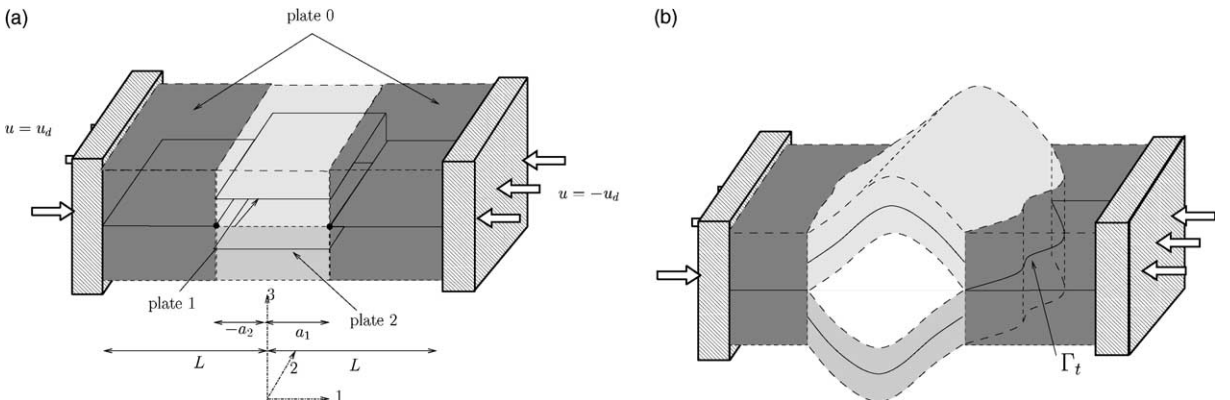 (a)
plate 0
u = u_d
u = −u_d
plate 1
3
plate 2
−a_2
a_1
L
L
2
1
(b)
Γ_t